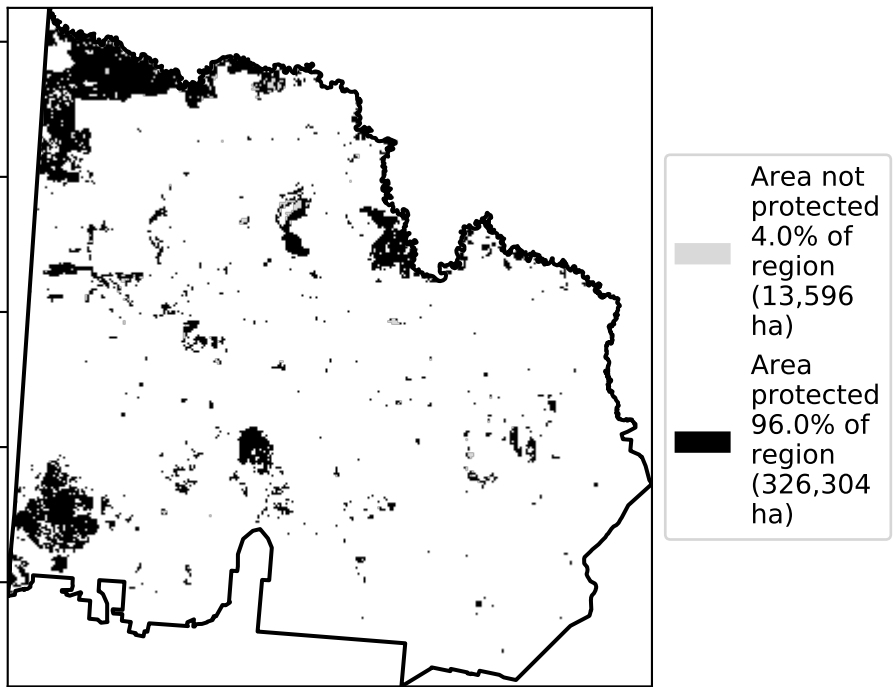 Area not
protected
4.0% of
region
(13,596
ha)
Area
protected
96.0% of
region
(326,304
ha)